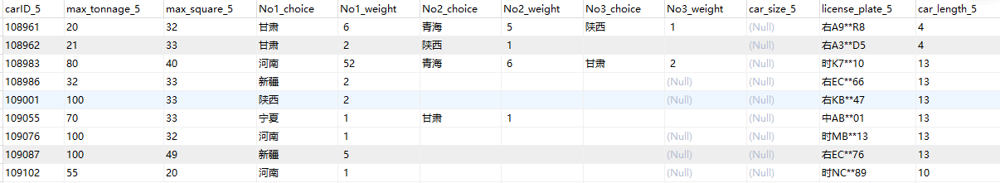 carID_5 max_tonnage_5 max_square_5 No1_choice No1_weight No2_choice No2_weight No3_choice No3_weight car_size_5 license_plate_5 car_length_5
108961 20 32 甘肃 6 青海 5 陕西 1 (Null) 右A9**R8 4
108962 21 33 甘肃 2 陕西 1 (Null) 右A3**D5 4
108983 80 40 河南 52 青海 6 甘肃 2 (Null) 时K7**10 13
108986 32 33 新疆 2 (Null) (Null) 右EC**66 13
109001 100 33 陕西 2 (Null) (Null) 右KB**47 13
109055 70 33 宁夏 1 甘肃 1 (Null) 中AB**01 13
109076 100 32 河南 1 (Null) (Null) 时MB**13 13
109087 100 49 新疆 5 (Null) (Null) 右EC**76 13
109102 55 20 河南 1 (Null) (Null) 时NC**89 10